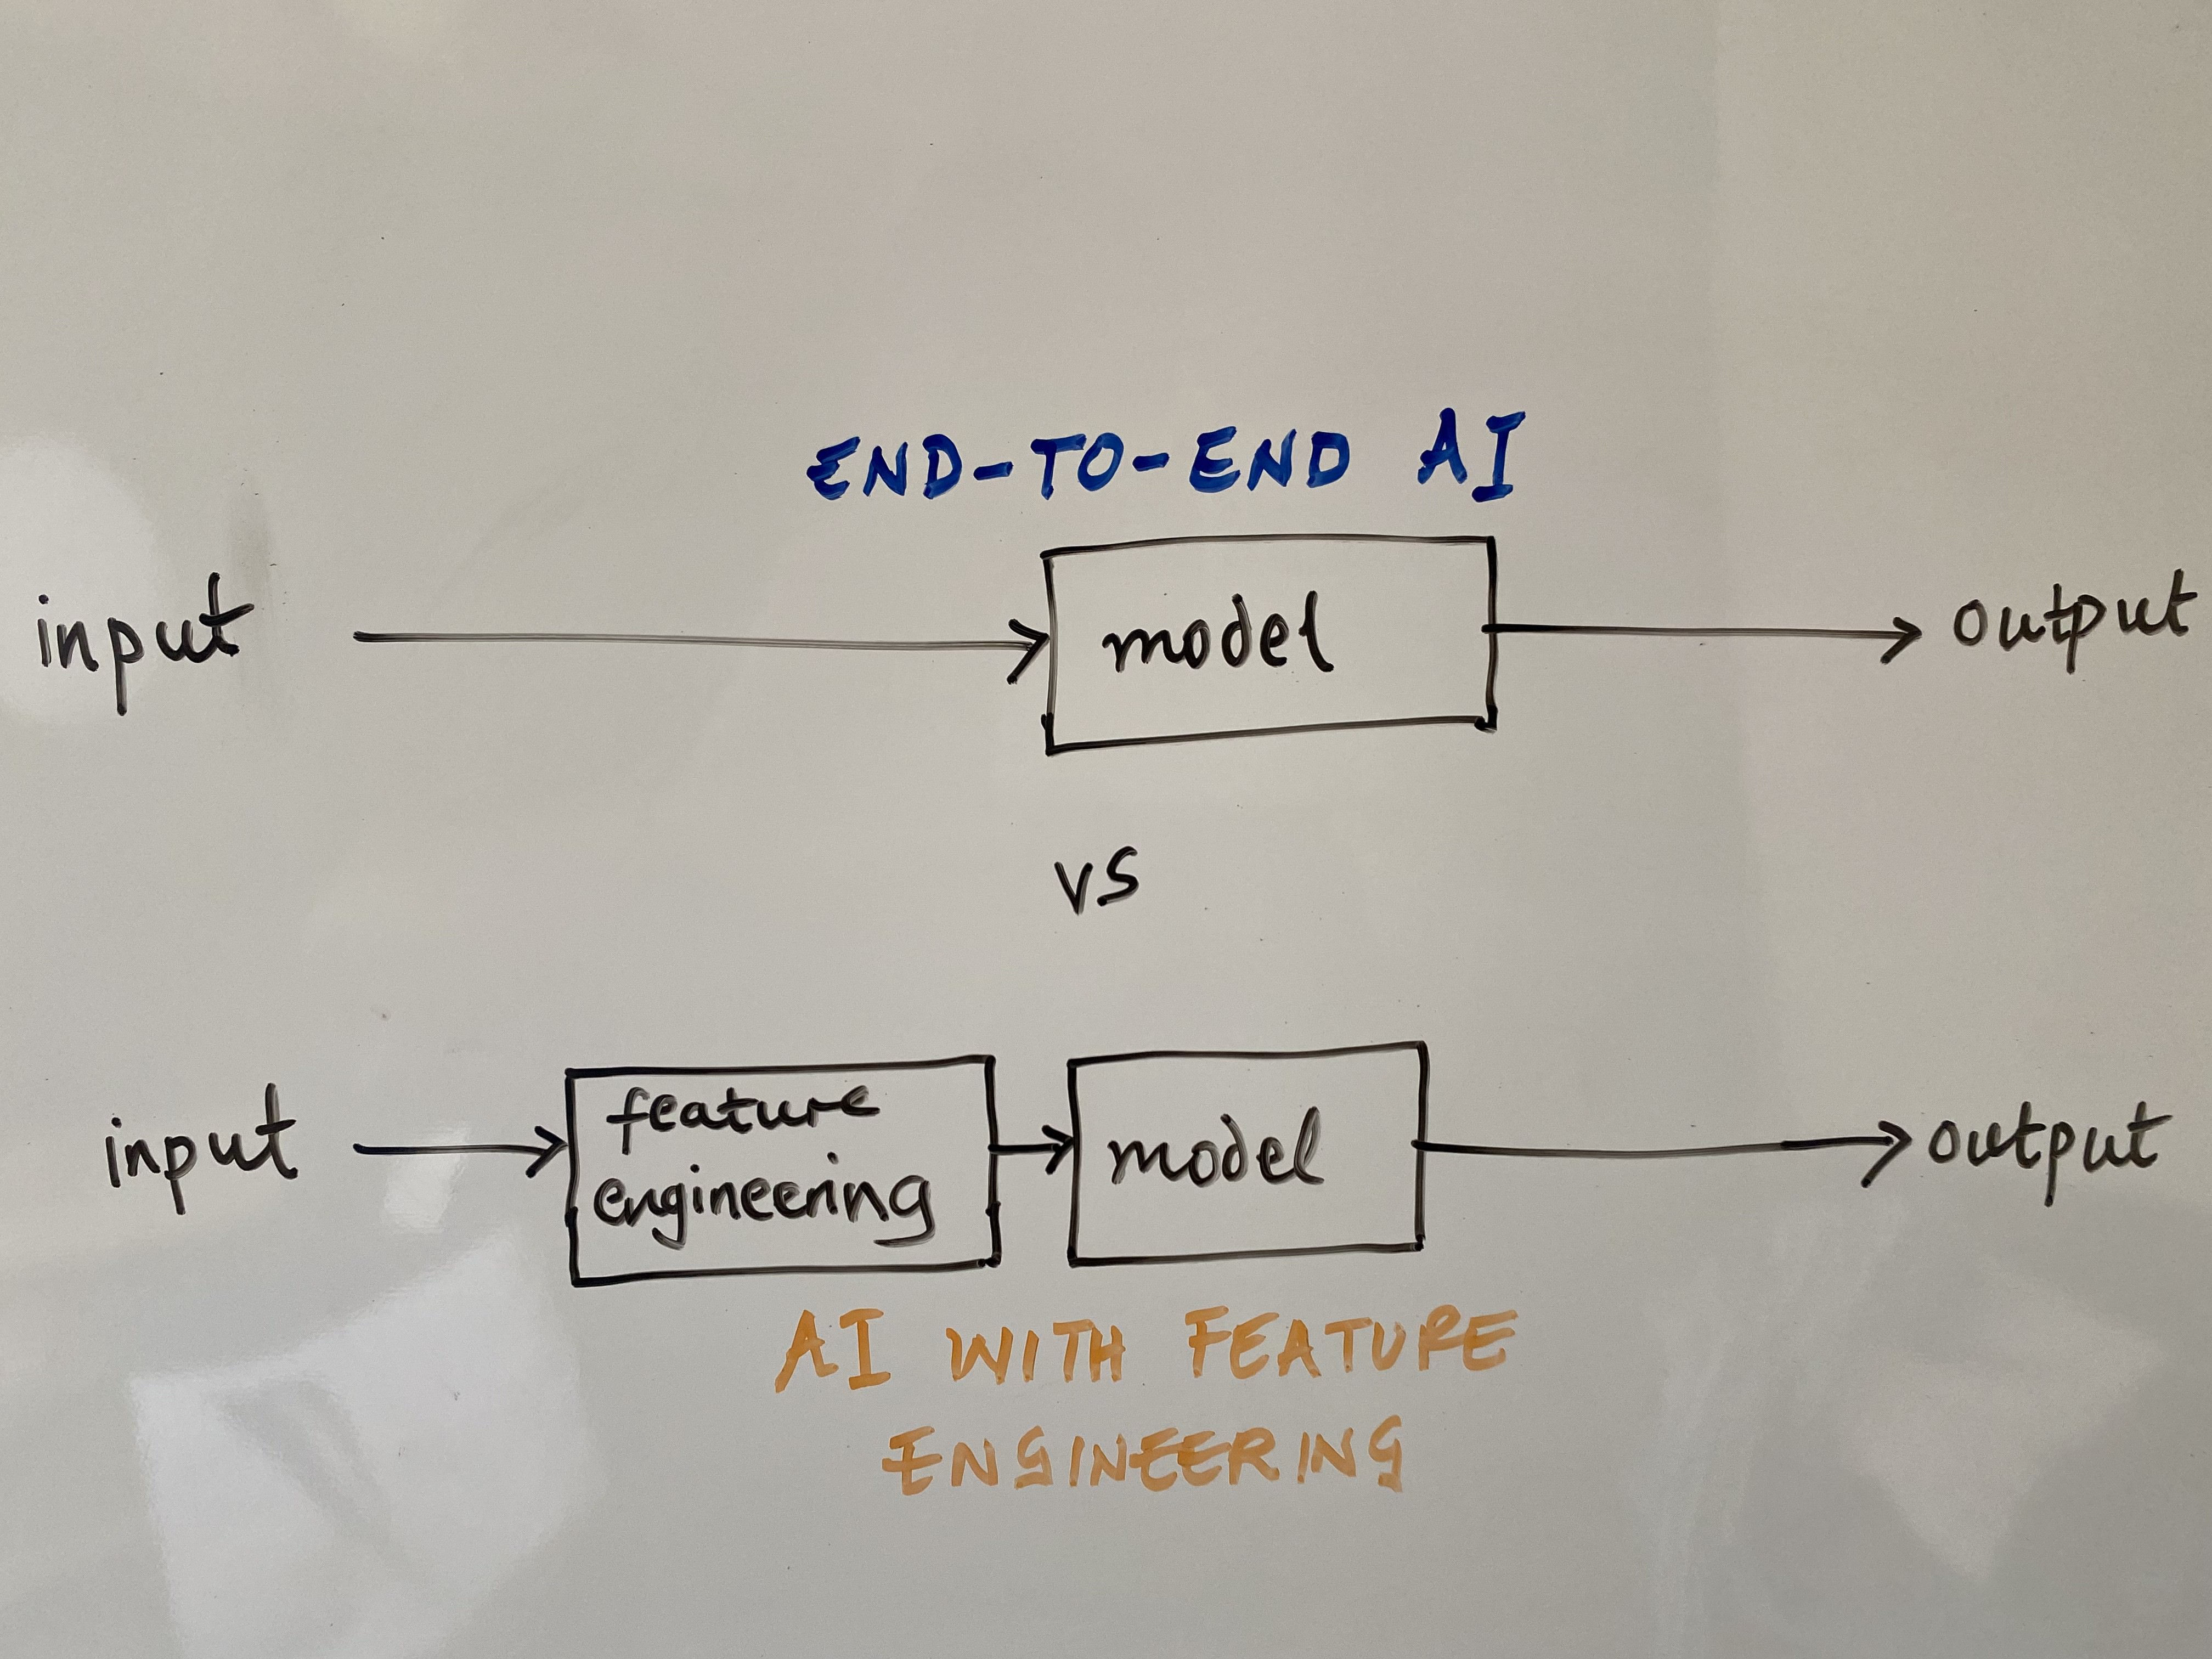 END-TO-END AI
input
model
output
vs
input
feature
engineering
model
output
AI WITH FEATURE
ENGINEERING